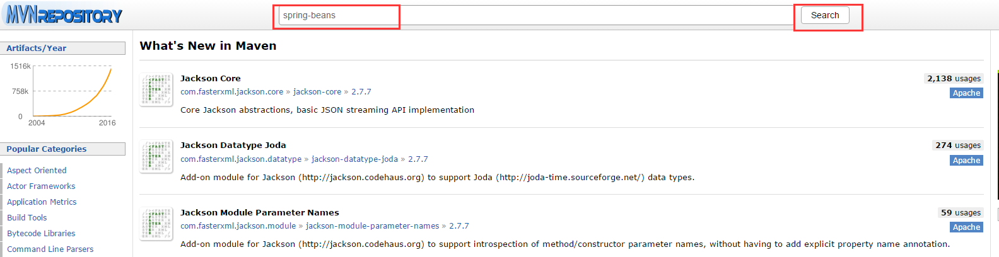 MVNREPOSITORY
spring-beans
Search
Artifacts/Year
1516k
758k
0
2004
2016
Popular Categories
Aspect Oriented
Actor Frameworks
Application Metrics
Build Tools
Bytecode Libraries
Command Line Parsers
What's New in Maven
Jackson Core
2,138 usages
com.fasterxml.jackson.core » jackson-core » 2.7.7
Apache
Core Jackson abstractions, basic JSON streaming API implementation
Jackson Datatype Joda
274 usages
com.fasterxml.jackson.datatype » jackson-datatype-joda » 2.7.7
Apache
Add-on module for Jackson (http://jackson.codehaus.org) to support Joda (http://joda-time.sourceforge.net/) data types.
Jackson Module Parameter Names
59 usages
com.fasterxml.jackson.module » jackson-module-parameter-names » 2.7.7
Apache
Add-on module for Jackson (http://jackson.codehaus.org) to support introspection of method/constructor parameter names, without having to add explicit property name annotation.